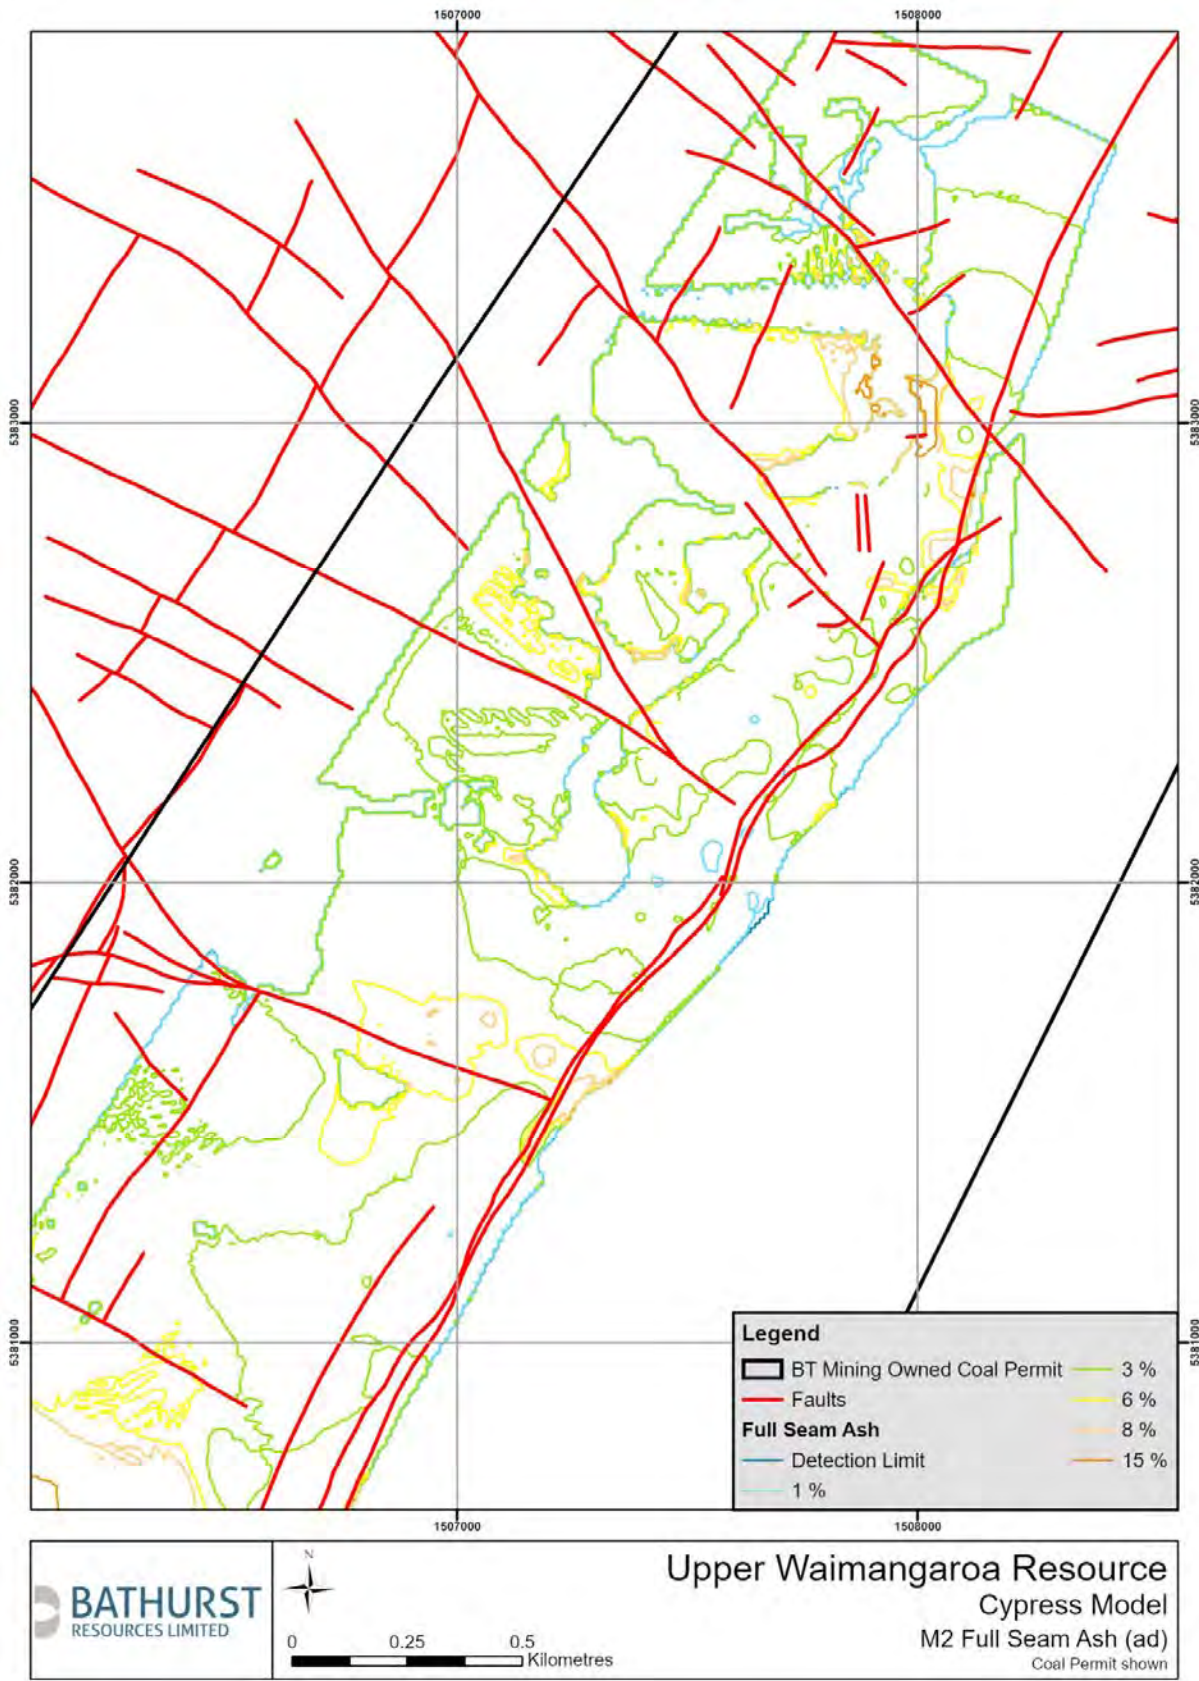 1507000
1508000
5383000
5383000
5382000
5382000
5381000
5381000
Legend
BT Mining Owned Coal Permit
Faults
Full Seam Ash
Detection Limit
1 %
3 %
6 %
8 %
15 %
1507000
1508000
BATHURST
RESOURCES LIMITED
N
0 0.25 0.5
Kilometres
Upper Waimangaroa Resource
Cypress Model
M2 Full Seam Ash (ad)
Coal Permit shown